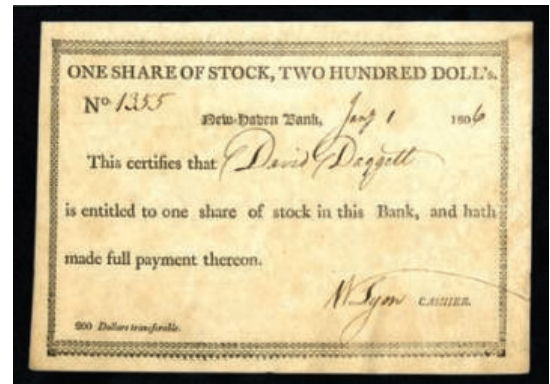 ONE SHARE OF STOCK, TWO HUNDRED DOLL's.
No. 1355
New-Haven Bank, Jany 1 1806
This certifies that David Daggett
is entitled to one share of stock in this Bank, and hath
made full payment thereon.
W. Lyon CASHIER.
200 Dollars transferable.